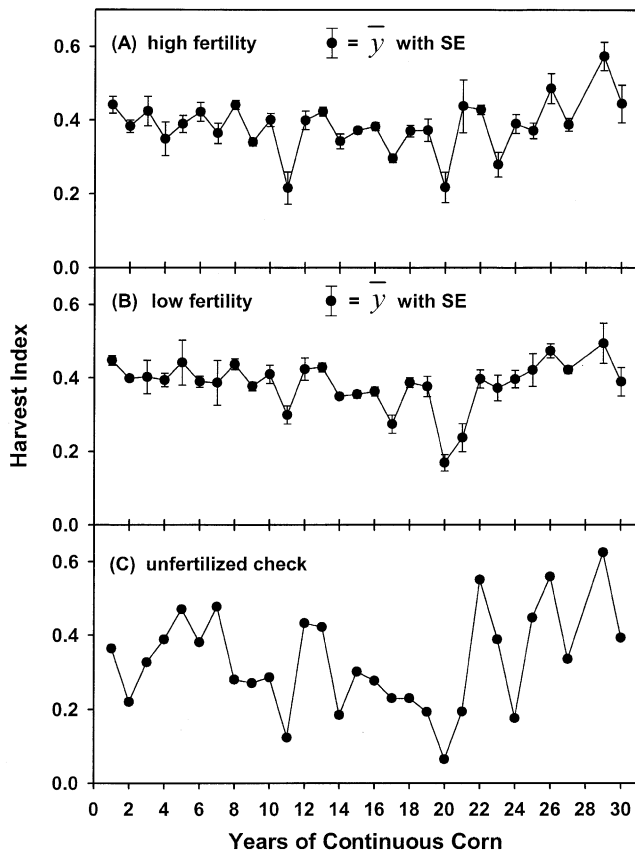 0.6
(A) high fertility
= y̅ with SE
0.4
0.2
0.0
0.6
(B) low fertility
= y̅ with SE
0.4
0.2
0.0
0.6
(C) unfertilized check
0.4
0.2
0.0
Harvest Index
0 2 4 6 8 10 12 14 16 18 20 22 24 26 28 30
Years of Continuous Corn